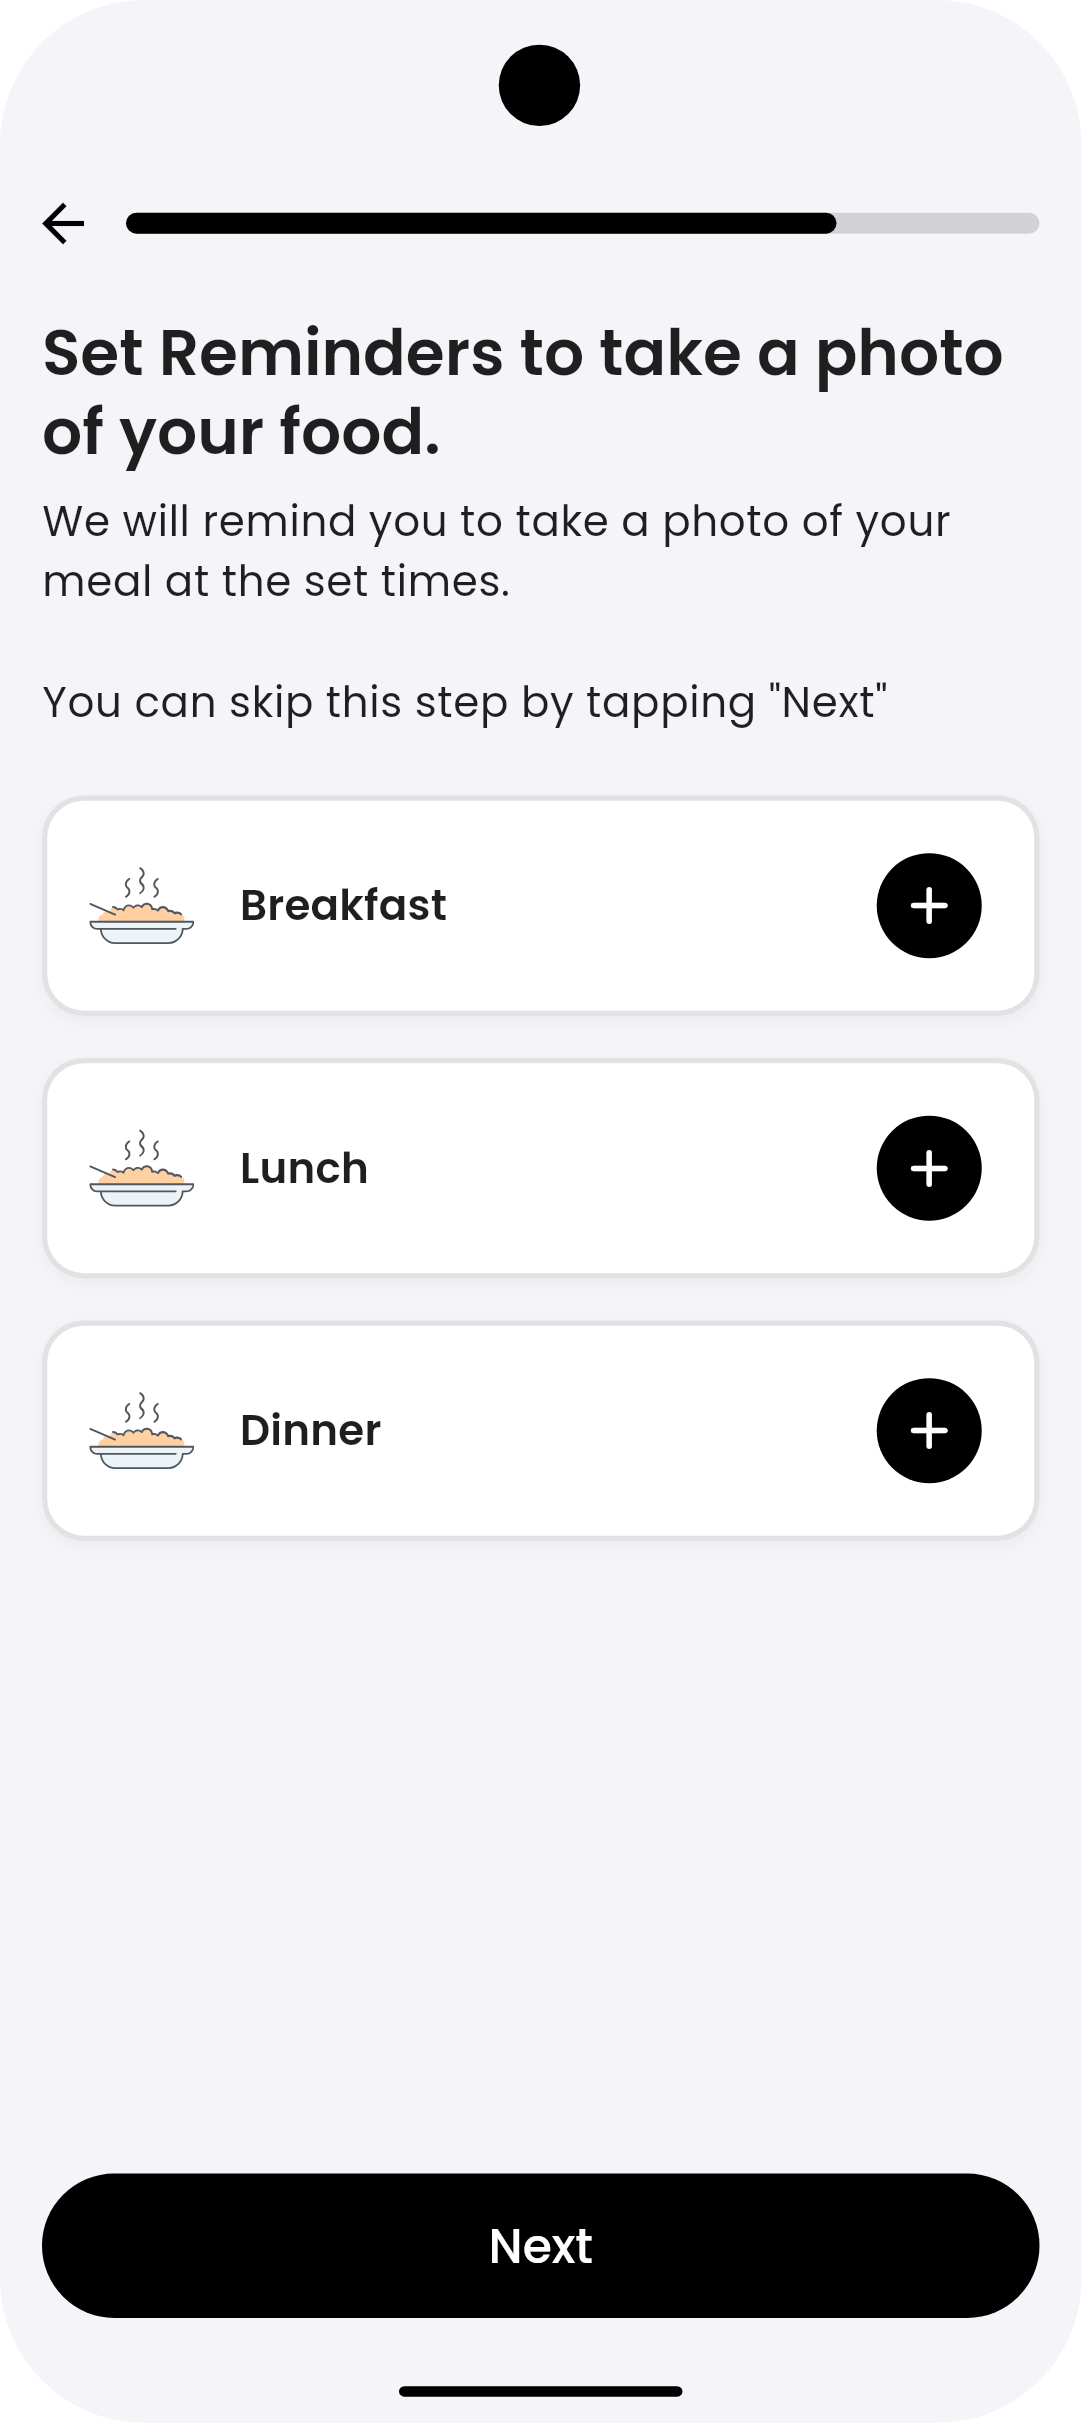 Set Reminders to take a photo
of your food.
We will remind you to take a photo of your
meal at the set times.
You can skip this step by tapping "Next"
Breakfast
Lunch
Dinner
Next